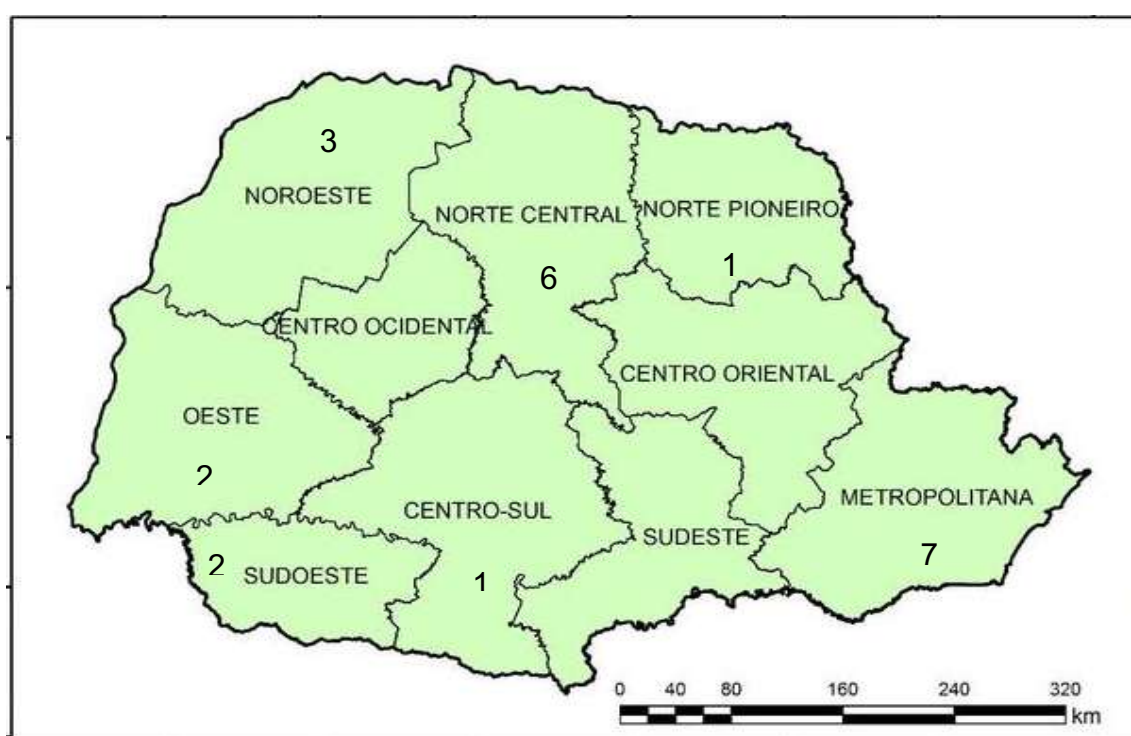 3
NOROESTE
NORTE CENTRAL
NORTE PIONEIRO
6
1
CENTRO OCIDENTAL
CENTRO ORIENTAL
OESTE
2
CENTRO-SUL
METROPOLITANA
SUDESTE
7
2
SUDOESTE
1
0 40 80 160 240 320
km